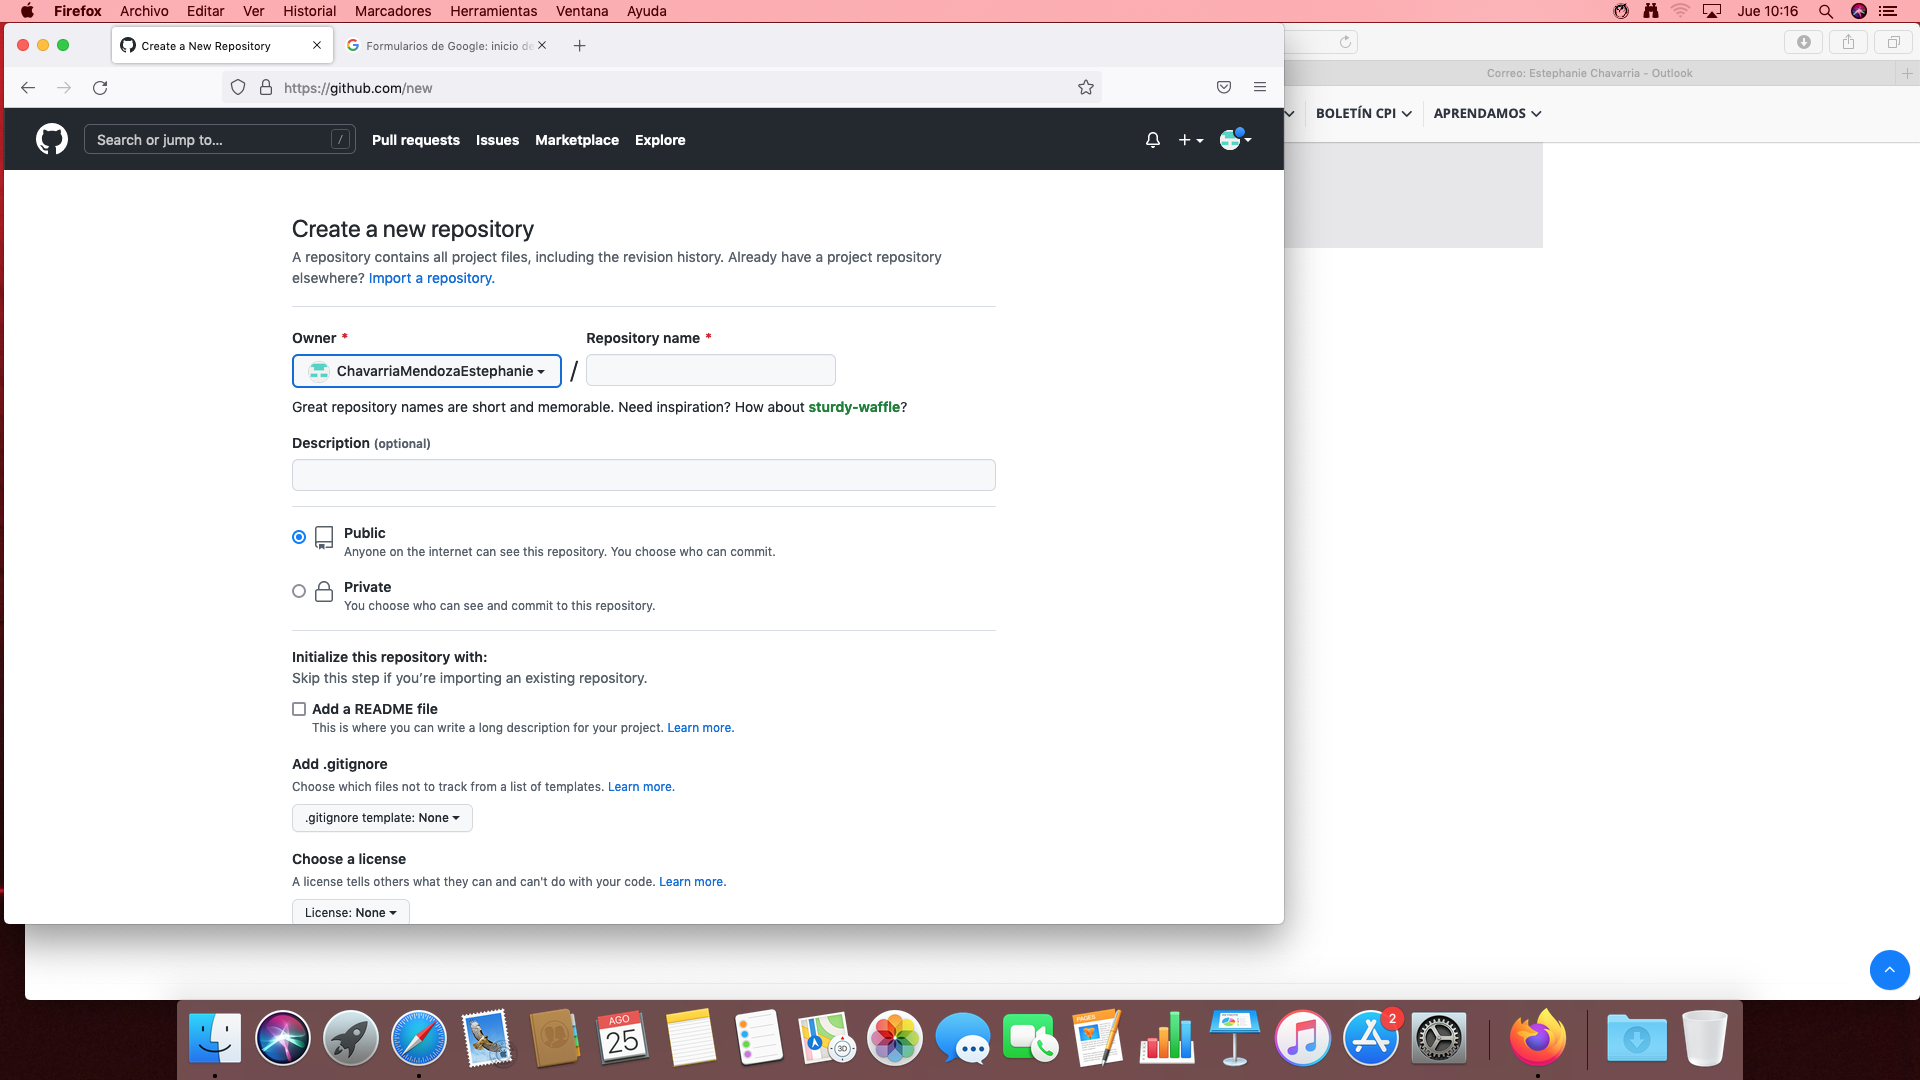 Firefox Archivo Editar Ver Historial Marcadores Herramientas Ventana Ayuda Jue 10:16
Create a New Repository
Formularios de Google: inicio de
https://github.com/new
Correo: Estephanie Chavarria - Outlook
BOLETÍN CPI APRENDAMOS
Search or jump to... /
Pull requests Issues Marketplace Explore
Create a new repository
A repository contains all project files, including the revision history. Already have a project repository
elsewhere? Import a repository.
Owner * Repository name *
ChavarriaMendozaEstephanie /
Great repository names are short and memorable. Need inspiration? How about sturdy-waffle?
Description (optional)
Public
Anyone on the internet can see this repository. You choose who can commit.
Private
You choose who can see and commit to this repository.
Initialize this repository with:
Skip this step if you're importing an existing repository.
Add a README file
This is where you can write a long description for your project. Learn more.
Add .gitignore
Choose which files not to track from a list of templates. Learn more.
.gitignore template: None
Choose a license
A license tells others what they can and can't do with your code. Learn more.
License: None
AGO
25
3D
PAGES
2